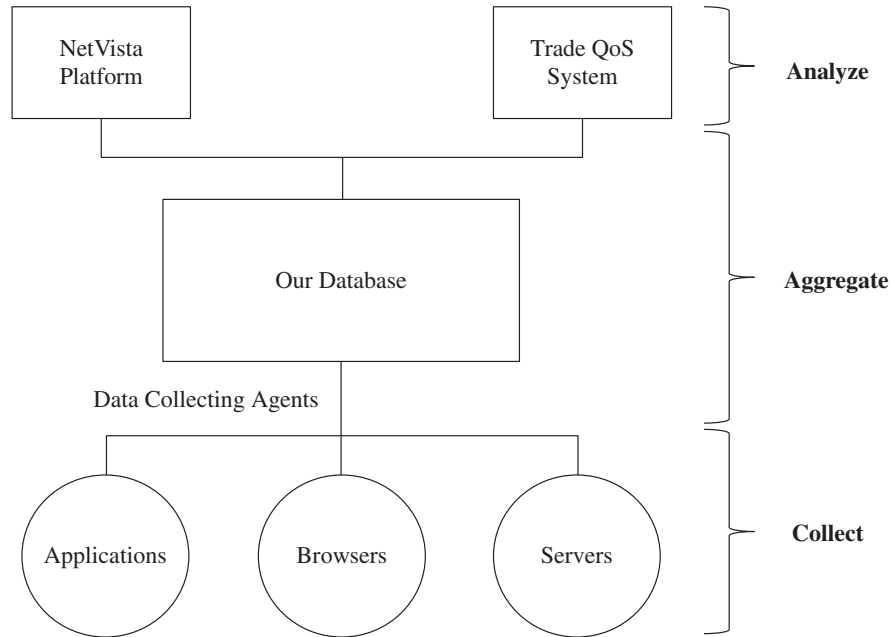 NetVista
Platform
Trade QoS
System
Analyze
Our Database
Aggregate
Data Collecting Agents
Applications
Browsers
Servers
Collect